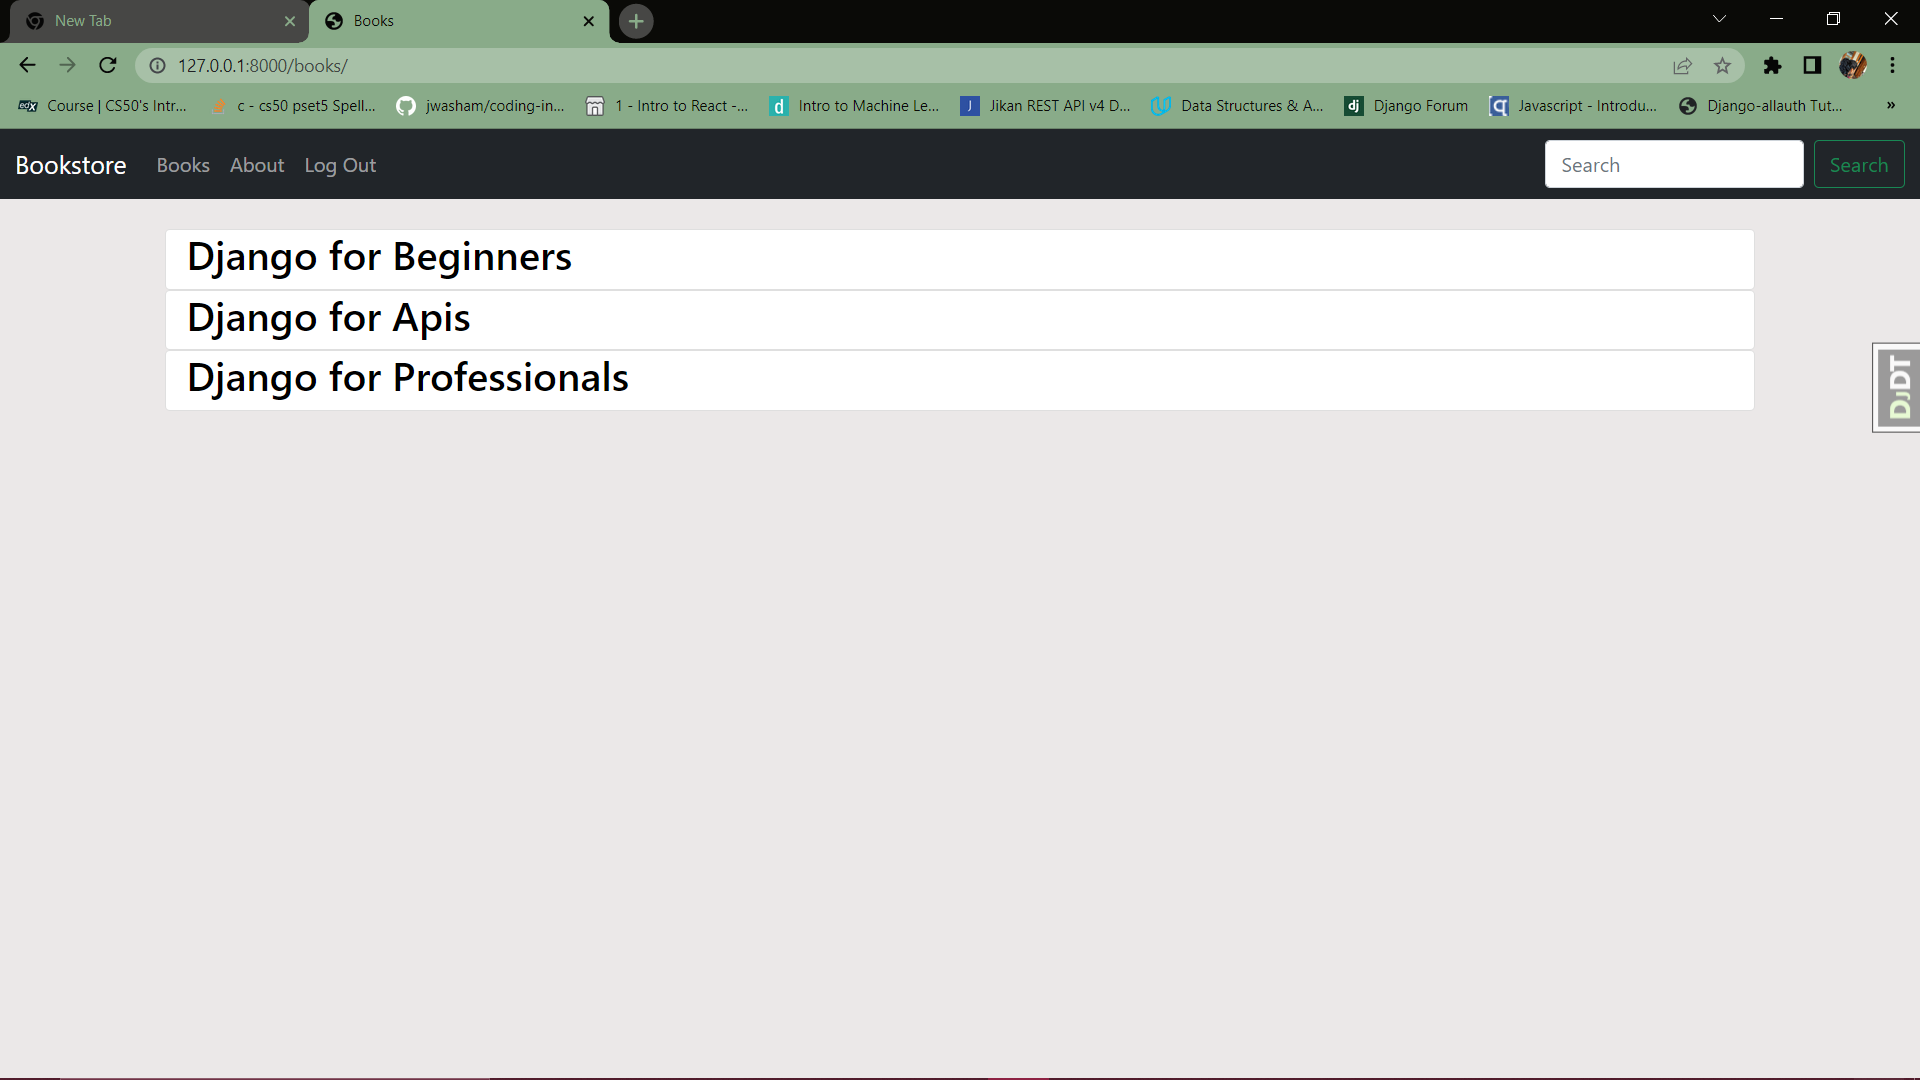 New Tab
Books
127.0.0.1:8000/books/
edX Course | CS50's Intr...
c - cs50 pset5 Spell...
jwasham/coding-in...
1 - Intro to React -...
d Intro to Machine Le...
J Jikan REST API v4 D...
Data Structures & A...
dj Django Forum
Javascript - Introdu...
Django-allauth Tut...
»
Bookstore
Books
About
Log Out
Search
Search
Django for Beginners
Django for Apis
Django for Professionals
DJDT